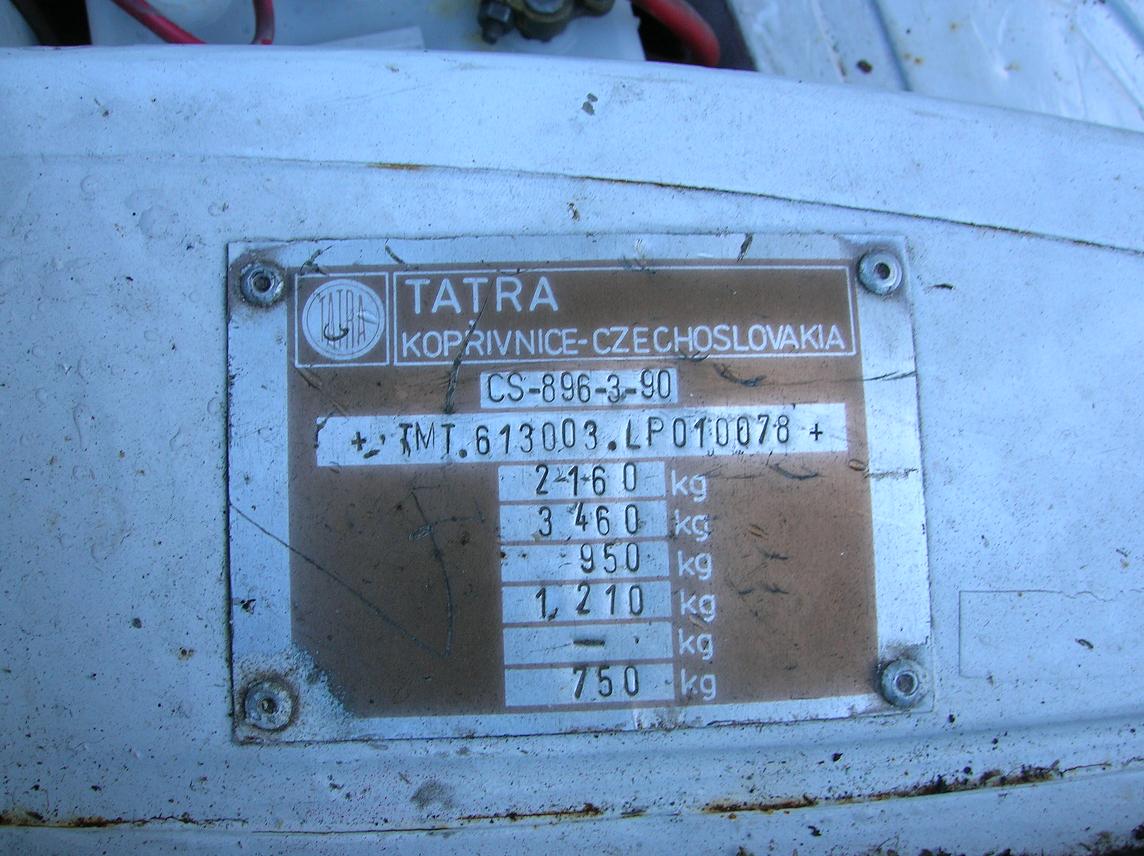 TATRA
TATRA
KOPŘIVNICE-CZECHOSLOVAKIA
CS-896-3-90
+ TMT.613003.LP010078 +
2160 kg
3460 kg
950 kg
1210 kg
— kg
750 kg